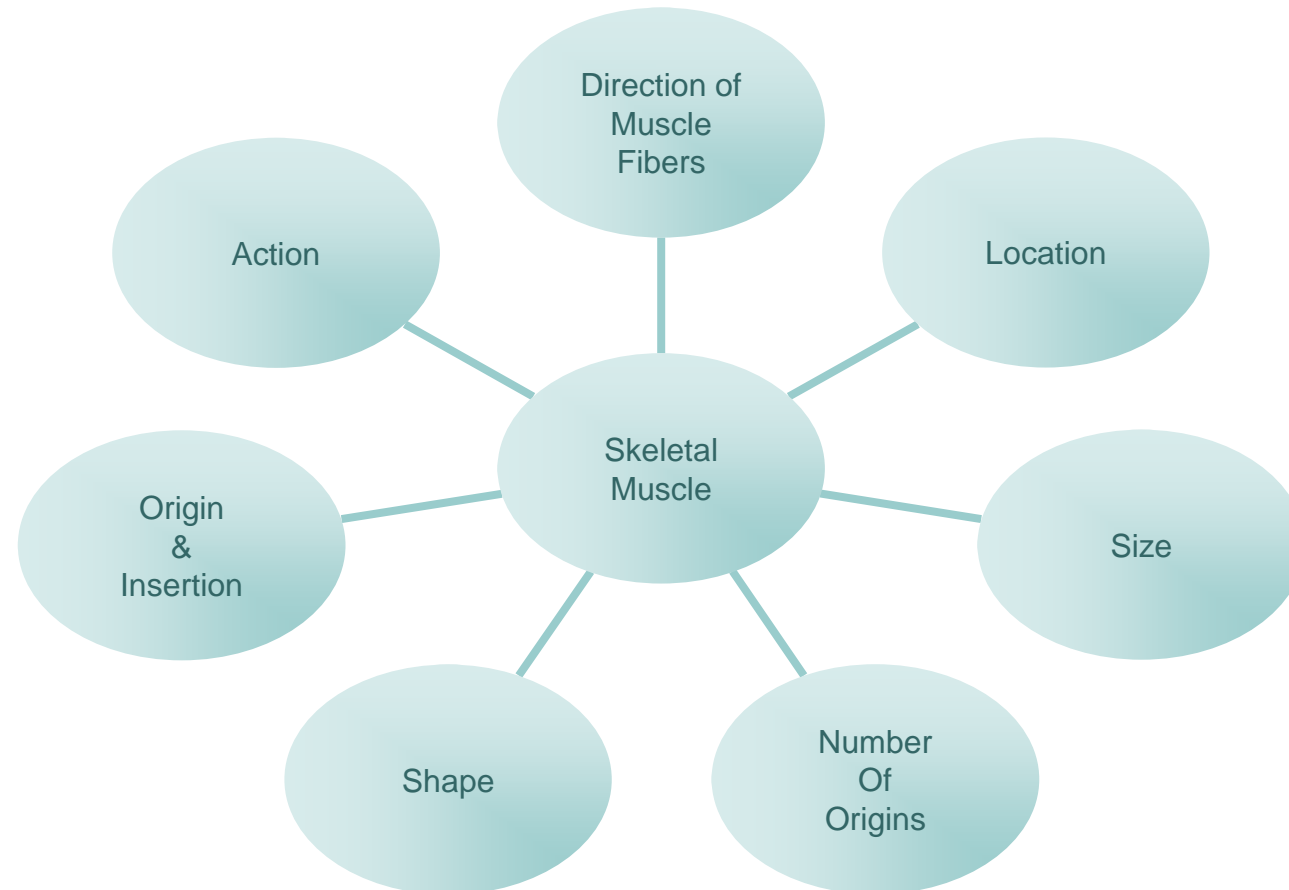 Direction of
Muscle
Fibers
Action
Location
Skeletal
Muscle
Origin
&
Insertion
Size
Shape
Number
Of
Origins